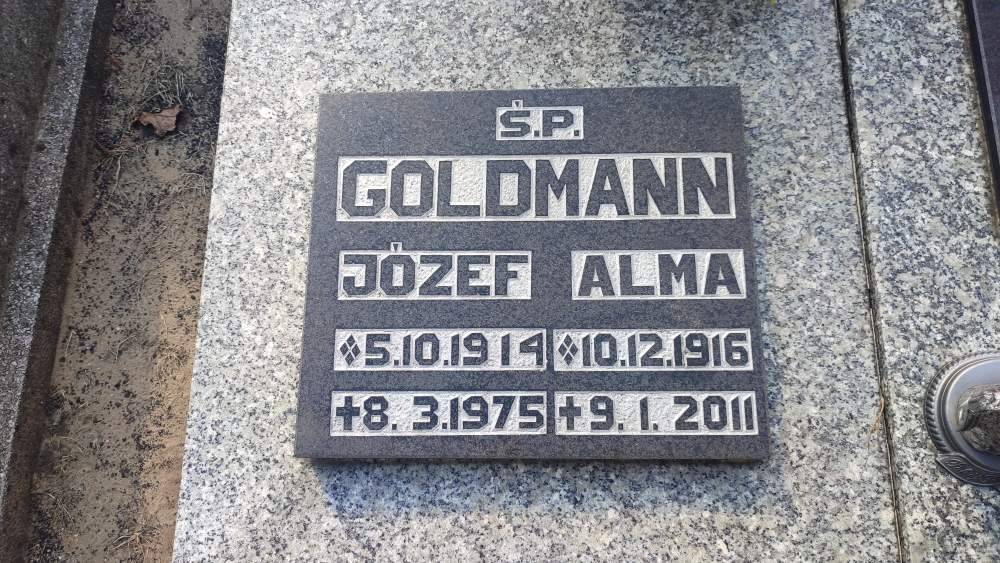 Ś.P.
GOLDMANN
JÓZEF ALMA
5.10.1914 10.12.1916
✝8. 3.1975 ✝9. 1. 2011